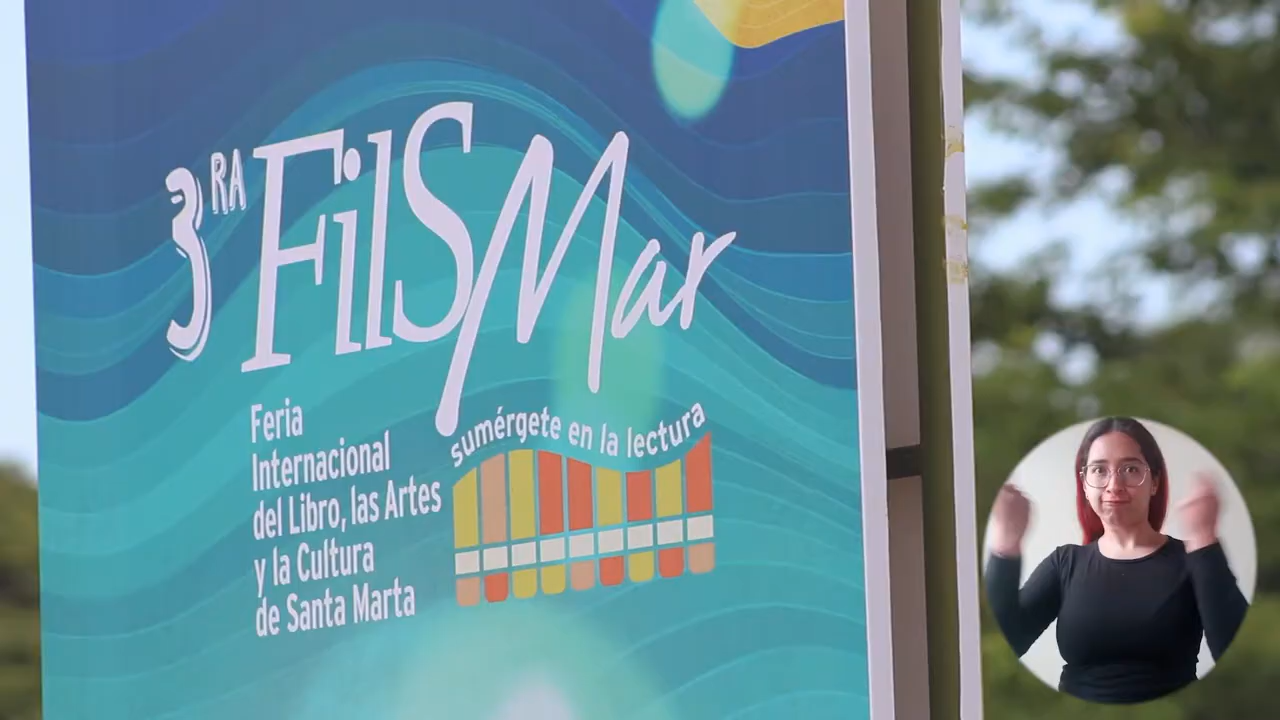 3RA FilSMar
Feria
Internacional
del Libro, las Artes
y la Cultura
de Santa Marta
sumérgete en la lectura